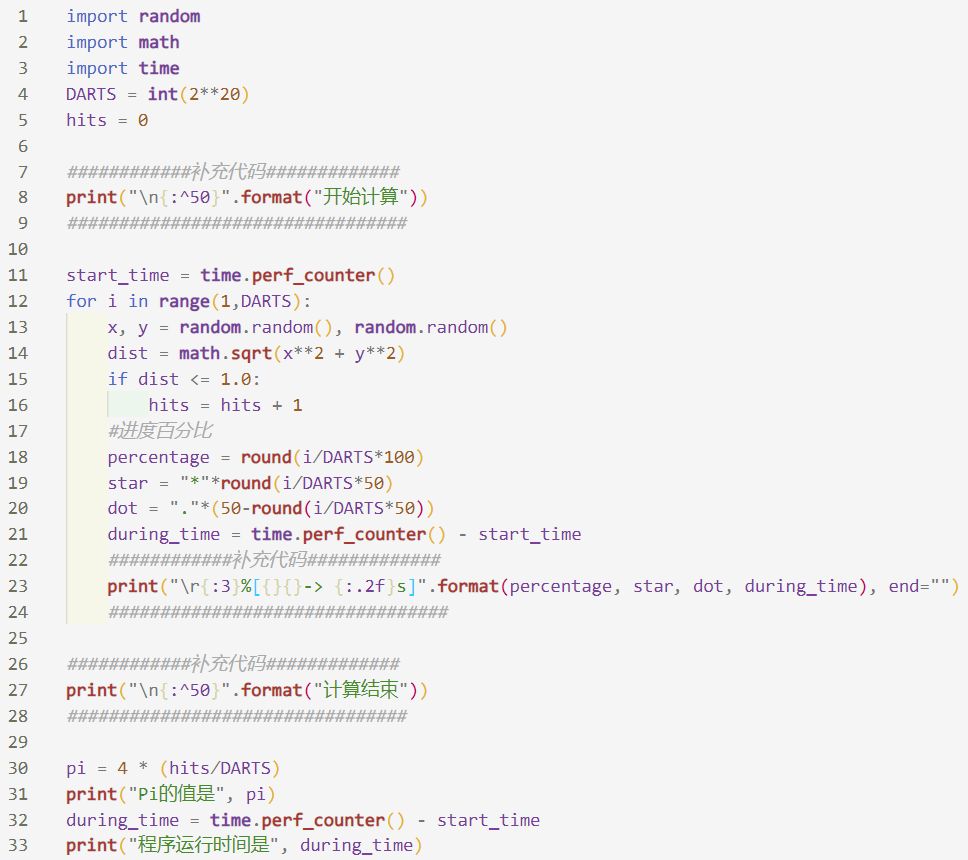 1 import random
2 import math
3 import time
4 DARTS = int(2**20)
5 hits = 0
6
7 ############补充代码#############
8 print("\n{:^50}".format("开始计算"))
9 #################################
10
11 start_time = time.perf_counter()
12 for i in range(1,DARTS):
13     x, y = random.random(), random.random()
14     dist = math.sqrt(x**2 + y**2)
15     if dist <= 1.0:
16         hits = hits + 1
17     #进度百分比
18     percentage = round(i/DARTS*100)
19     star = "*"*round(i/DARTS*50)
20     dot = "."*(50-round(i/DARTS*50))
21     during_time = time.perf_counter() - start_time
22     ############补充代码#############
23     print("\r{:3}%[{}{}-> {:.2f}s]".format(percentage, star, dot, during_time), end="")
24     #################################
25
26 ############补充代码#############
27 print("\n{:^50}".format("计算结束"))
28 #################################
29
30 pi = 4 * (hits/DARTS)
31 print("Pi的值是", pi)
32 during_time = time.perf_counter() - start_time
33 print("程序运行时间是", during_time)